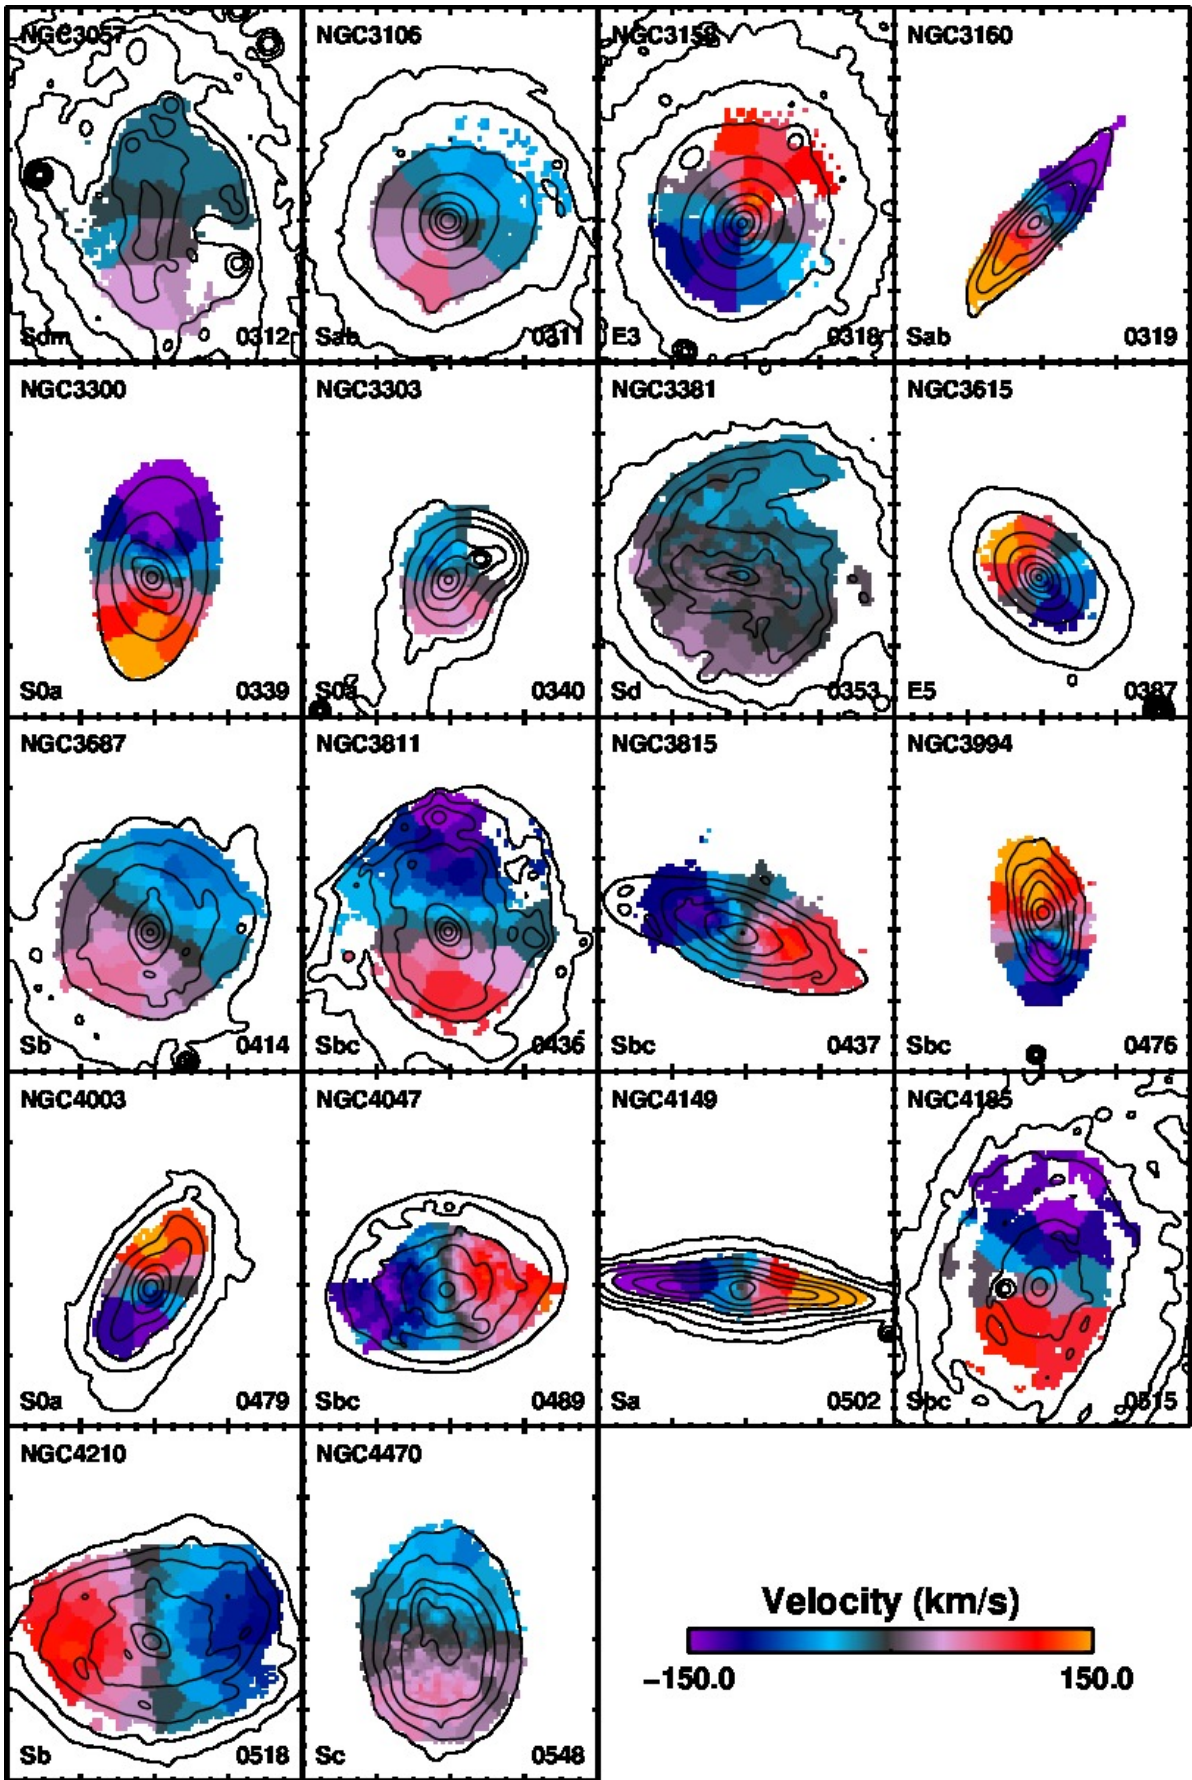 NGC3057
Sdm 0312
NGC3106
Sab 0311
NGC3158
E3 0318
NGC3160
Sab 0319
NGC3300
S0a 0339
NGC3303
S0a 0340
NGC3381
Sd 0353
NGC3615
E5 0387
NGC3687
Sb 0414
NGC3811
Sbc 0436
NGC3815
Sbc 0437
NGC3994
Sbc 0476
NGC4003
S0a 0479
NGC4047
Sbc 0489
NGC4149
Sa 0502
NGC4185
Sbc 0515
NGC4210
Sb 0518
NGC4470
Sc 0548
Velocity (km/s)
−150.0 150.0